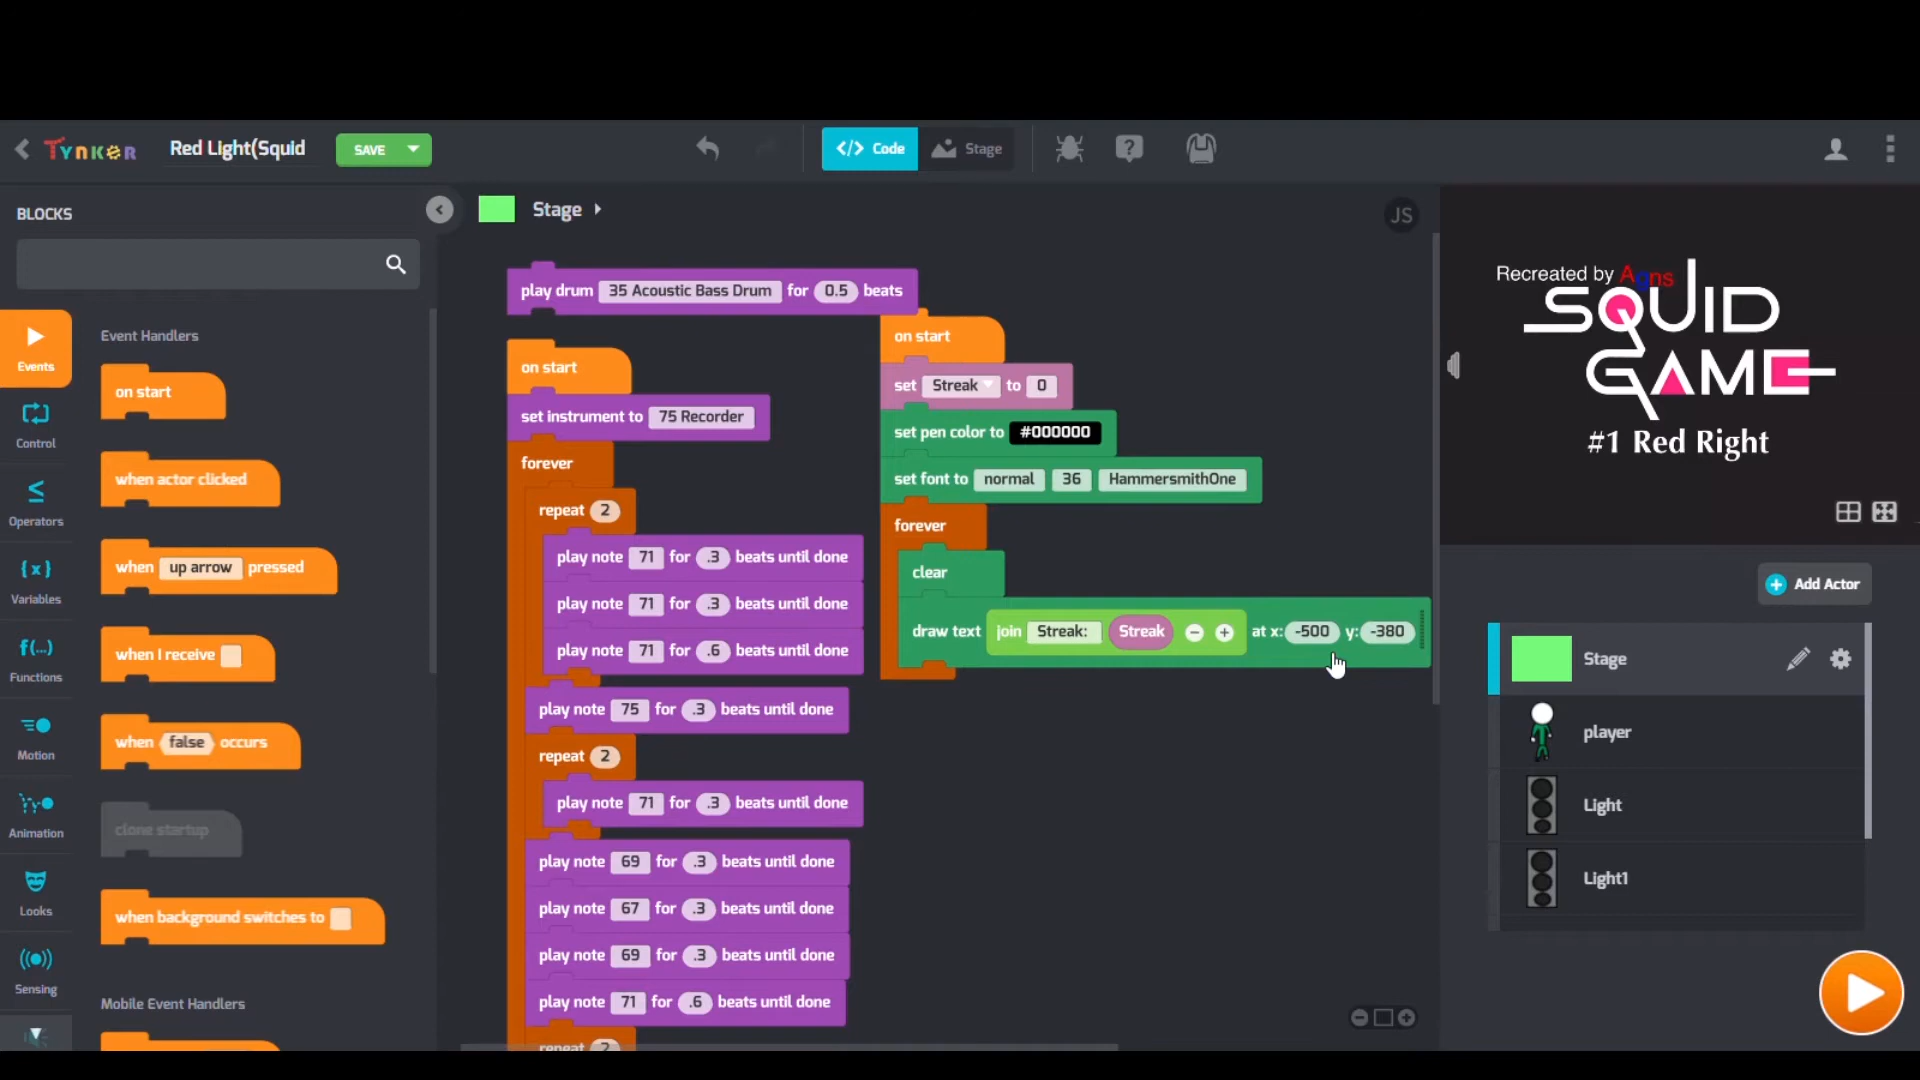 TYNKER
Red Light(Squid
SAVE
</> Code
Stage
?
BLOCKS
Stage
JS
Events
Control
Operators
{x}
Variables
f(...)
Functions
Motion
Animation
Looks
Sensing
Event Handlers
on start
when actor clicked
when up arrow pressed
when I receive
when false occurs
clone startup
when background switches to
Mobile Event Handlers
play drum 35 Acoustic Bass Drum for 0.5 beats
on start
set instrument to 75 Recorder
forever
repeat 2
play note 71 for .3 beats until done
play note 71 for .3 beats until done
play note 71 for .6 beats until done
play note 75 for .3 beats until done
repeat 2
play note 71 for .3 beats until done
play note 69 for .3 beats until done
play note 67 for .3 beats until done
play note 69 for .3 beats until done
play note 71 for .6 beats until done
repeat 2
on start
set Streak to 0
set pen color to #000000
set font to normal 36 HammersmithOne
forever
clear
draw text join Streak: Streak − + at x: -500 y: -380
Recreated by Agns
SQUID
GAME
#1 Red Right
Add Actor
Stage
player
Light
Light1